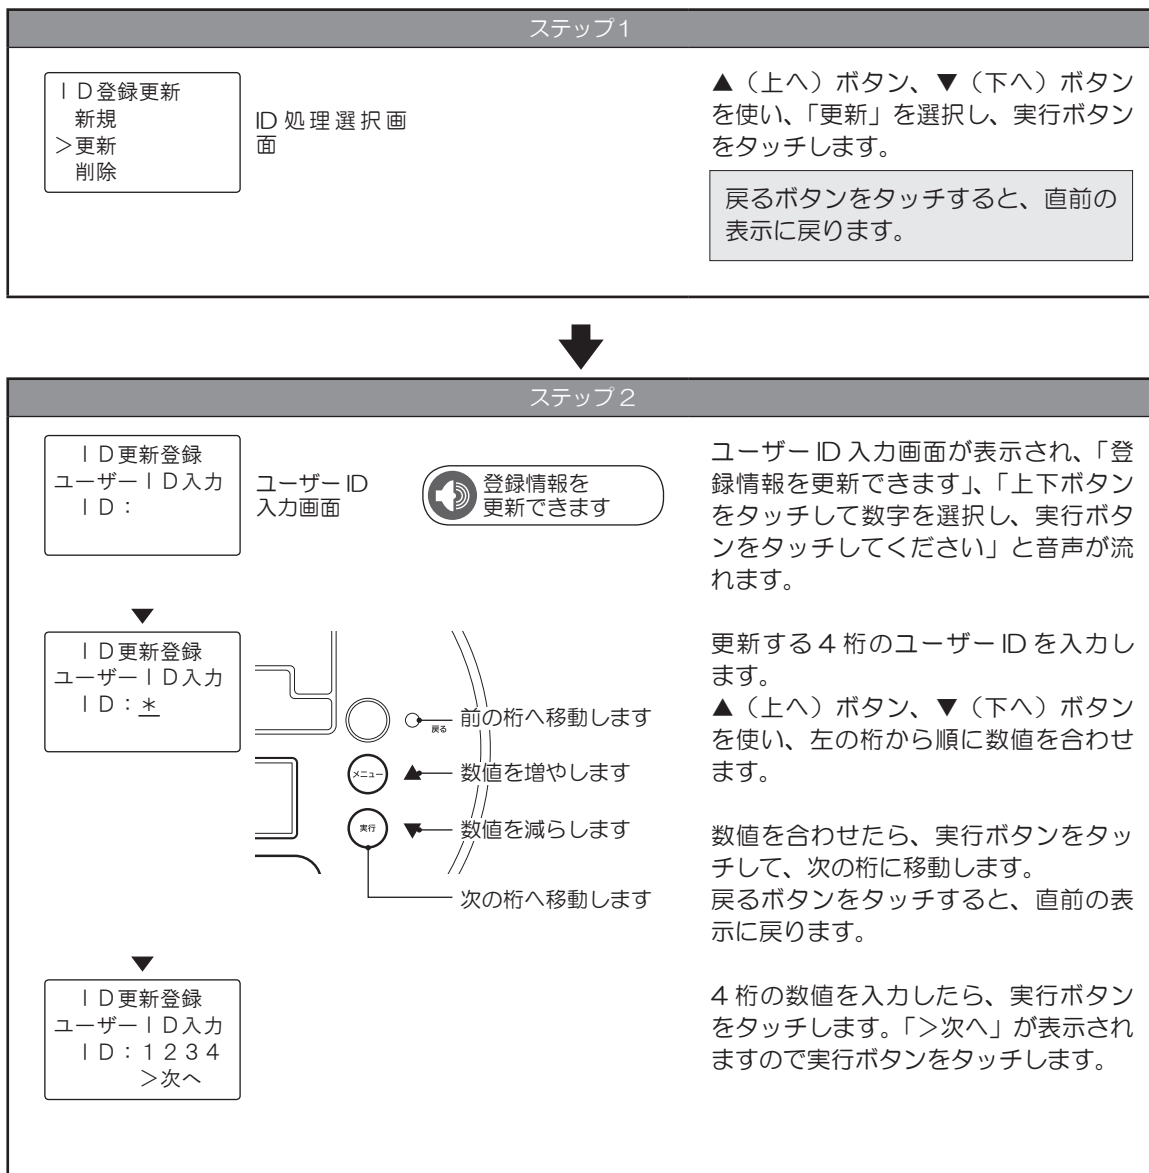 ステップ1
ＩＤ登録更新
新規
＞更新
削除
ID 処理選択画
面
▲（上へ）ボタン、▼（下へ）ボタン
を使い、「更新」を選択し、実行ボタン
をタッチします。
戻るボタンをタッチすると、直前の
表示に戻ります。
ステップ2
ＩＤ更新登録
ユーザーＩＤ入力
ＩＤ：
ユーザー ID
入力画面
登録情報を
更新できます
ユーザー ID 入力画面が表示され、「登
録情報を更新できます」、「上下ボタン
をタッチして数字を選択し、実行ボタ
ンをタッチしてください」と音声が流
れます。
ＩＤ更新登録
ユーザーＩＤ入力
ＩＤ：＊
戻る
前の桁へ移動します
メニュー
▲
数値を増やします
実行
▼
数値を減らします
次の桁へ移動します
更新する 4 桁のユーザー ID を入力し
ます。
▲（上へ）ボタン、▼（下へ）ボタン
を使い、左の桁から順に数値を合わせ
ます。
数値を合わせたら、実行ボタンをタッ
チして、次の桁に移動します。
戻るボタンをタッチすると、直前の表
示に戻ります。
ＩＤ更新登録
ユーザーＩＤ入力
ＩＤ：１２３４
＞次へ
4 桁の数値を入力したら、実行ボタン
をタッチします。「＞次へ」が表示され
ますので実行ボタンをタッチします。